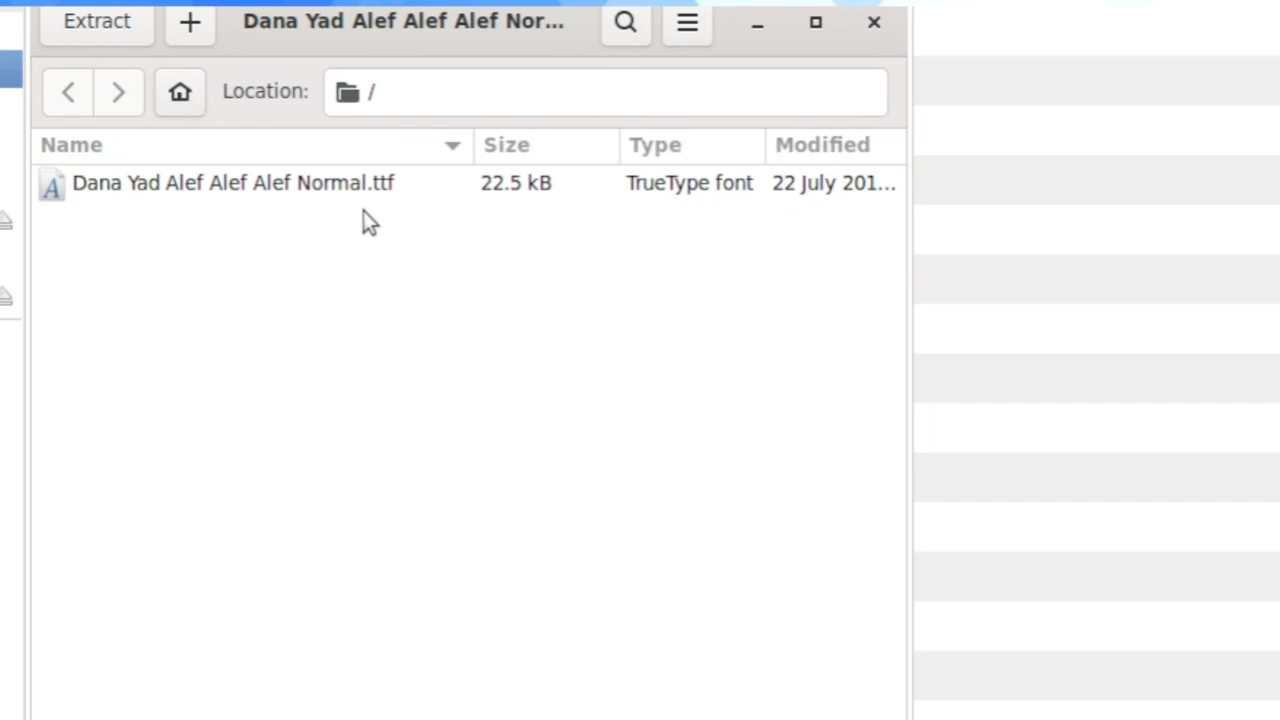 Extract + Dana Yad Alef Alef Alef Nor...
Location: /
Name Size Type Modified
Dana Yad Alef Alef Alef Normal.ttf 22.5 kB TrueType font 22 July 201...